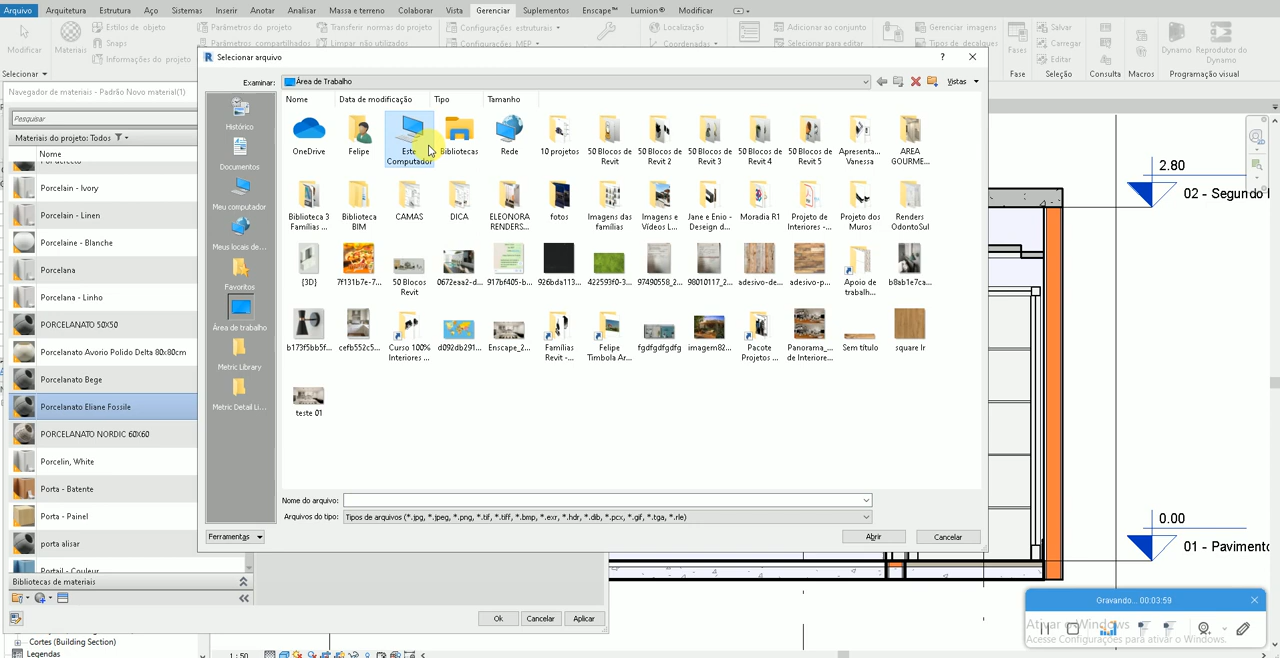 Arquivo Arquitetura Estrutura Aço Sistemas Inserir Anotar Analisar Massa e terreno Colaborar Vista Gerenciar Suplementos Enscape™ Lumion® Modificar
Modificar
Materiais
Estilos de objeto
Snaps
Informações do projeto
Parâmetros do projeto
Parâmetros compartilhados
Transferir normas do projeto
Limpar não utilizados
Configurações estruturais
Configurações MEP
Localização
Coordenadas
Adicionar ao conjunto
Selecionar para editar
Gerenciar imagens
Tipos de decalques
Fases
Salvar
Carregar
Editar
Dynamo
Reprodutor do
Dynamo
Selecionar
Fase Seleção Consulta Macros Programação visual
Navegador de materiais - Padrão Novo material(1)
Pesquisar
Materiais do projeto: Todos
Nome
Porcelain - Ivory
Porcelain - Linen
Porcelaine - Blanche
Porcelana
Porcelana - Linho
PORCELANATO 50X50
Porcelanato Avorio Polido Delta 80x80cm
Porcelanato Bege
Porcelanato Eliane Fossile
PORCELANATO NORDIC 60X60
Porcelin, White
Porta - Batente
Porta - Painel
porta alisar
Portail - Couleur
Bibliotecas de materiais
Ok Cancelar Aplicar
Cortes (Building Section)
Legendas
1 : 50
Selecionar arquivo
?
Examinar: Área de Trabalho
Vistas
Histórico
Documentos
Meu computador
Meus locais de...
Favoritos
Área de trabalho
Metric Library
Metric Detail Li...
Nome Data de modificação Tipo Tamanho
OneDrive Felipe Este Computador Bibliotecas Rede 10 projetos 50 Blocos de Revit 50 Blocos de Revit 2 50 Blocos de Revit 3 50 Blocos de Revit 4 50 Blocos de Revit 5 Apresenta... Vanessa AREA GOURME...
Biblioteca 3 Famílias ... Biblioteca BIM CAMAS DICA ELEONORA RENDERS... fotos Imagens das famílias Imagens e Vídeos L... Jane e Enio - Deseign d... Moradia R1 Projeto de Interiores -... Projeto dos Muros Renders OdontoSul
{3D} 7f131b7e-7... 50 Blocos Revit 0672eaa2-d... 917bf405-b... 926bda113... 422593f0-3... 97490558_2... 98010117_2... adesivo-de... adesivo-p... Apoio de trabalh... b8ab1e7ca...
b173f5bb5f... cefb552c5... Curso 100% Interiores ... d092db291... Enscape_2... Famílias Revit -... Felipe Timbola Ar... fgdfgdfgdfg imagem82... Pacote Projetos ... Panorama_... de Interiore... Sem título square lr
teste 01
Nome do arquivo:
Arquivos do tipo: Tipos de arquivos (*.jpg, *.jpeg, *.png, *.tif, *.tiff, *.bmp, *.exr, *.hdr, *.dib, *.pcx, *.gif, *.tga, *.rle)
Ferramentas
Abrir Cancelar
2.80
02 - Segundo
0.00
01 - Pavimento
Gravando... 00:03:59
Ativar o Windows
Acesse Configurações para ativar o Windows.